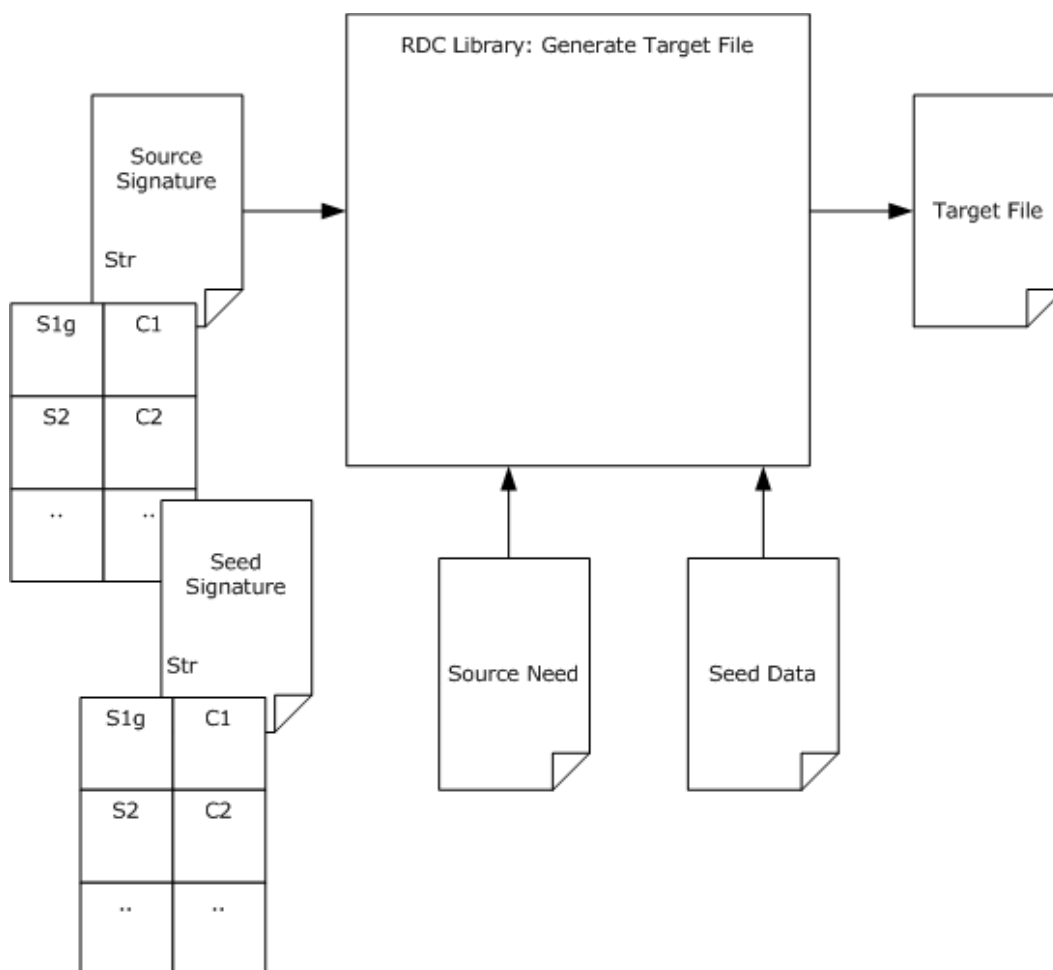 RDC Library: Generate Target File
Source
Signature
Str
S1g
C1
S2
C2
..
..
Target File
Seed
Signature
Str
S1g
C1
S2
C2
..
..
Source Need
Seed Data